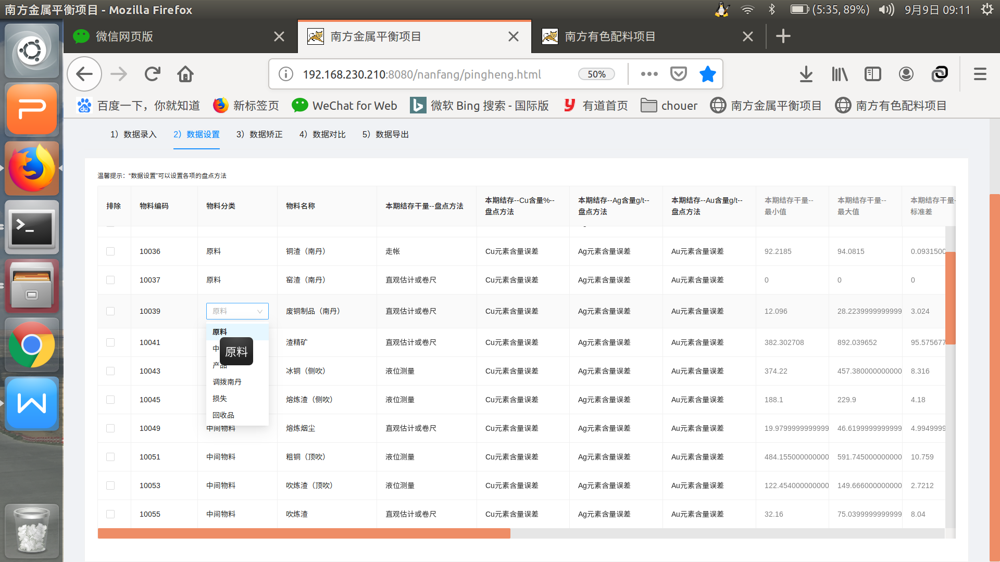 南方金属平衡项目 - Mozilla Firefox
(5:35, 89%)
9月9日 09:11
微信网页版
南方金属平衡项目
南方有色配料项目
192.168.230.210:8080/nanfang/pingheng.html
50%
百度一下，你就知道
新标签页
WeChat for Web
微软 Bing 搜索 - 国际版
有道首页
chouer
南方金属平衡项目
南方有色配料项目
1）数据录入
2）数据设置
3）数据矫正
4）数据对比
5）数据导出
温馨提示：“数据设置”可以设置各项的盘点方法
排除 物料编码 物料分类 物料名称 本期结存干量--盘点方法 本期结存--Cu含量%--盘点方法 本期结存--Ag含量g/t--盘点方法 本期结存--Au含量g/t--盘点方法 本期结存干量--最小值 本期结存干量--最大值 本期结存干量-标准差
10036 原料 铜渣（南丹） 走帐 Cu元素含量误差 Ag元素含量误差 Au元素含量误差 92.2185 94.0815 0.0931500
10037 原料 窑渣（南丹） 直观估计或卷尺 Cu元素含量误差 Ag元素含量误差 Au元素含量误差 0 0 0
10039 原料 废铜制品（南丹） 直观估计或卷尺 Cu元素含量误差 Ag元素含量误差 Au元素含量误差 12.096 28.2239999999999 3.024
原料
中
原料
产品
调拨南丹
损失
回收品
10041 渣精矿 直观估计或卷尺 Cu元素含量误差 Ag元素含量误差 Au元素含量误差 382.302708 892.039652 95.575677
10043 冰铜（侧吹） 液位测量 Cu元素含量误差 Ag元素含量误差 Au元素含量误差 374.22 457.380000000000 8.316
10045 熔炼渣（侧吹） 液位测量 Cu元素含量误差 Ag元素含量误差 Au元素含量误差 188.1 229.9 4.18
10049 中间物料 熔炼烟尘 直观估计或卷尺 Cu元素含量误差 Ag元素含量误差 Au元素含量误差 19.9799999999999 46.6199999999999 4.9949999
10051 中间物料 粗铜（顶吹） 液位测量 Cu元素含量误差 Ag元素含量误差 Au元素含量误差 484.155000000000 591.745000000000 10.759
10053 中间物料 吹炼渣（顶吹） 液位测量 Cu元素含量误差 Ag元素含量误差 Au元素含量误差 122.454000000000 149.666000000000 2.7212
10055 中间物料 吹炼渣 直观估计或卷尺 Cu元素含量误差 Ag元素含量误差 Au元素含量误差 32.16 75.0399999999999 8.04